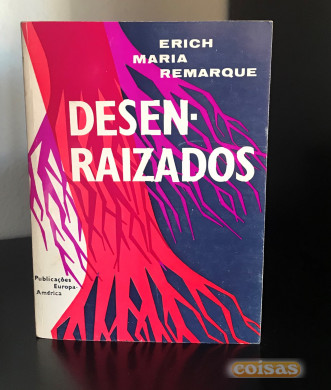 ERICH
MARIA
REMARQUE
DESEN-
RAIZADOS
Publicações
Europa-
América
coisas